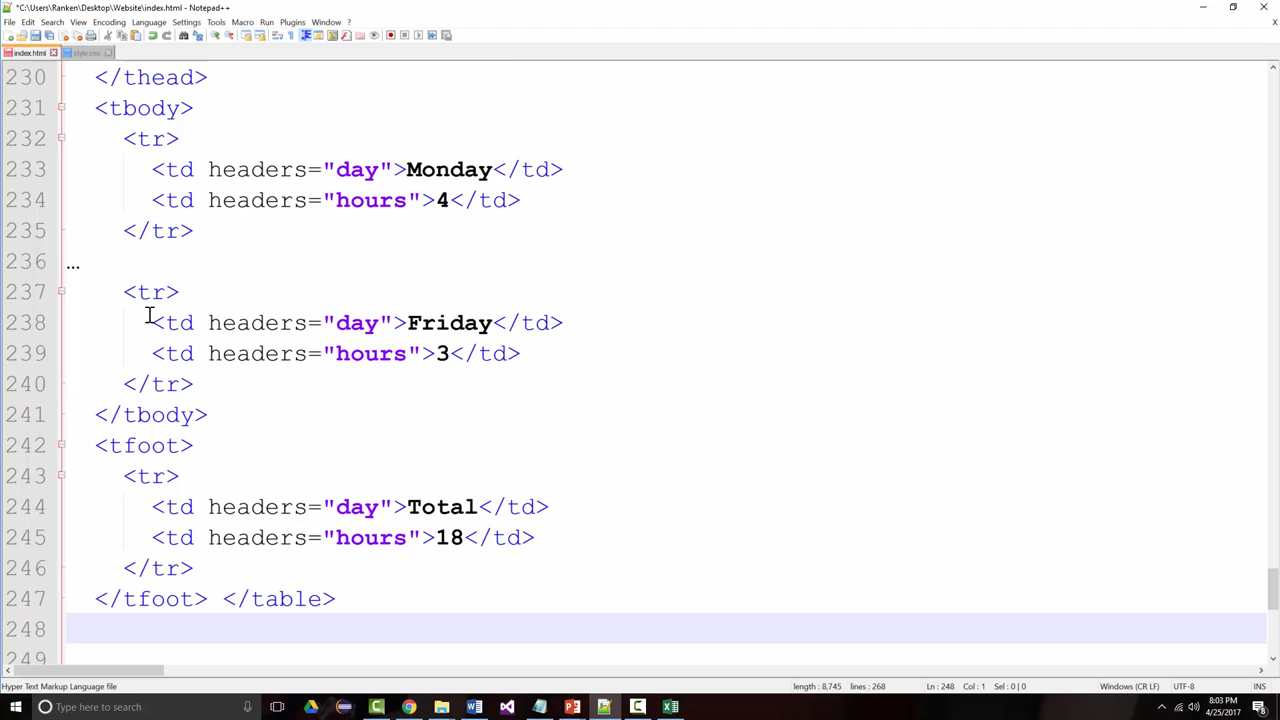 *C:\Users\Ranken\Desktop\Website\index.html - Notepad++
File Edit Search View Encoding Language Settings Tools Macro Run Plugins Window ?
index.html style.css
230 </thead>
231 <tbody>
232 <tr>
233 <td headers="day">Monday</td>
234 <td headers="hours">4</td>
235 </tr>
236 ...
237 <tr>
238 <td headers="day">Friday</td>
239 <td headers="hours">3</td>
240 </tr>
241 </tbody>
242 <tfoot>
243 <tr>
244 <td headers="day">Total</td>
245 <td headers="hours">18</td>
246 </tr>
247 </tfoot> </table>
248
249
Hyper Text Markup Language file length : 8,745 lines : 268 Ln : 248 Col : 1 Sel : 0 | 0 Windows (CR LF) UTF-8 INS
Type here to search 8:03 PM
4/25/2017